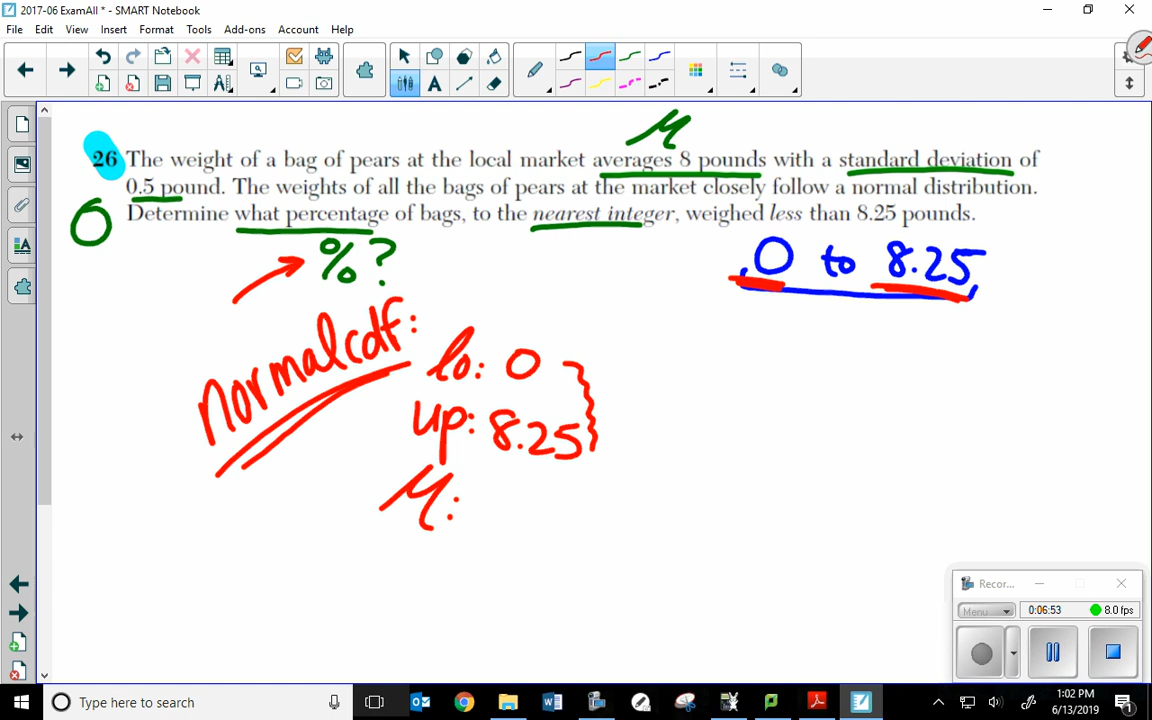 2017-06 ExamAll * - SMART Notebook
File Edit View Insert Format Tools Add-ons Account Help
A
μ
26 The weight of a bag of pears at the local market averages 8 pounds with a standard deviation of
0.5 pound. The weights of all the bags of pears at the market closely follow a normal distribution.
Determine what percentage of bags, to the nearest integer, weighed less than 8.25 pounds.
%?
0 to 8.25
normalcdf:
lo: 0
up: 8.25
μ:
Recor...
Menu
0:06:53
8.0 fps
Type here to search
1:02 PM
6/13/2019
1